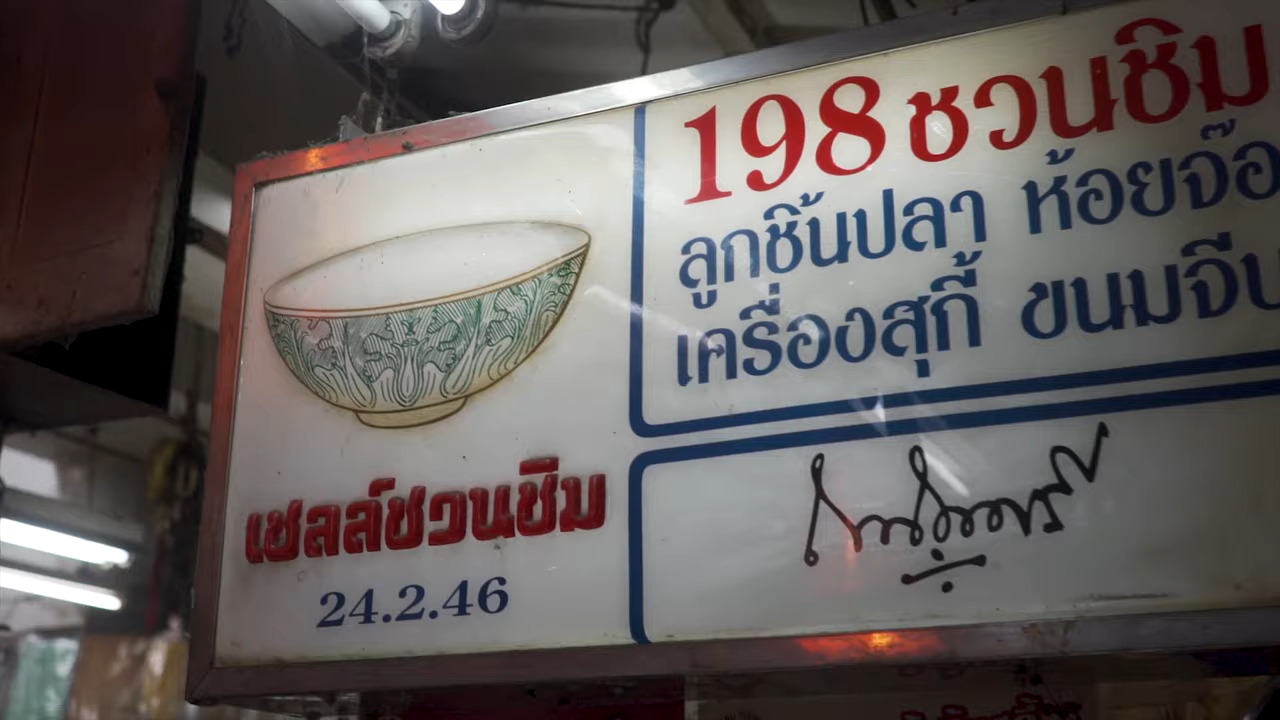 198 ชวนชิม
ลูกชิ้นปลา ห้อยจ๊อ
เครื่องสุกี้ ขนมจีบ
เชลล์ชวนชิม
24.2.46